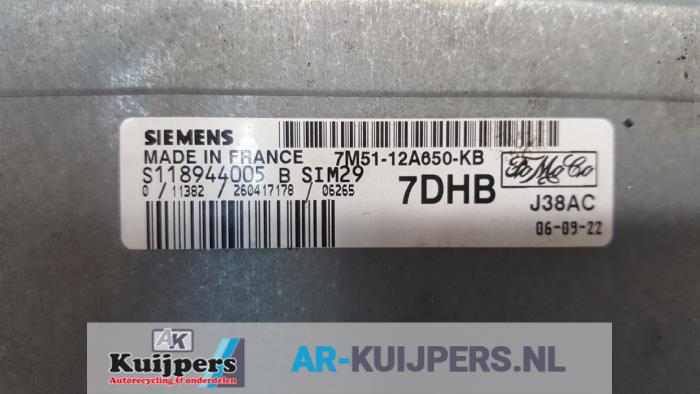 SIEMENS
MADE IN FRANCE 7M51-12A650-KB
S118944005 B SIM29
0 / 11382 / 260417178 / 06265
7DHB
FoMoCo
J38AC
06-09-22
AK
Kuijpers
Autorecycling & onderdelen
AR-KUIJPERS.NL